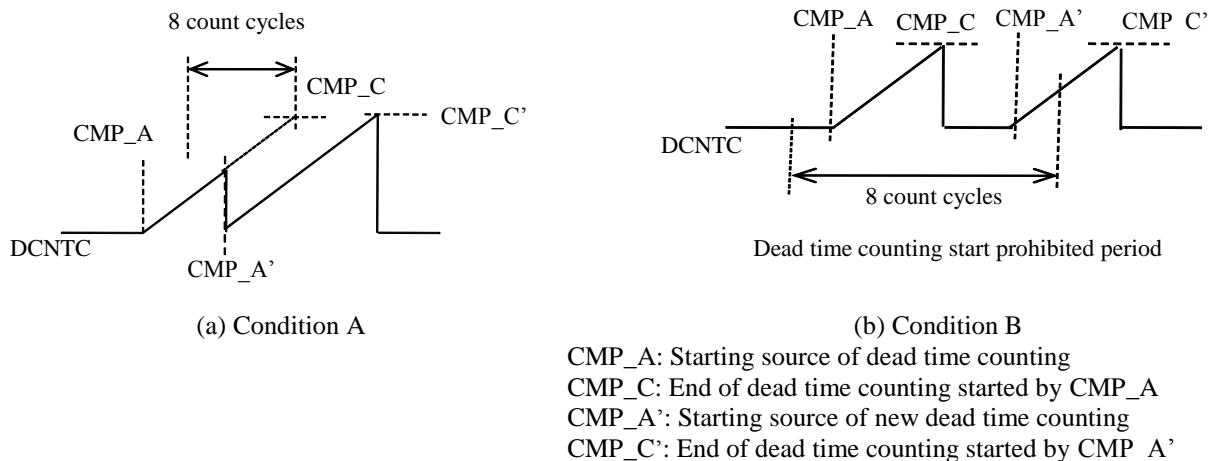 8 count cycles
CMP_A
CMP_C
CMP_C’
DCNTC
CMP_A’
(a) Condition A
CMP_A
CMP_C
CMP_A’
CMP C’
DCNTC
8 count cycles
Dead time counting start prohibited period
(b) Condition B
CMP_A: Starting source of dead time counting
CMP_C: End of dead time counting started by CMP_A
CMP_A’: Starting source of new dead time counting
CMP_C’: End of dead time counting started by CMP A’